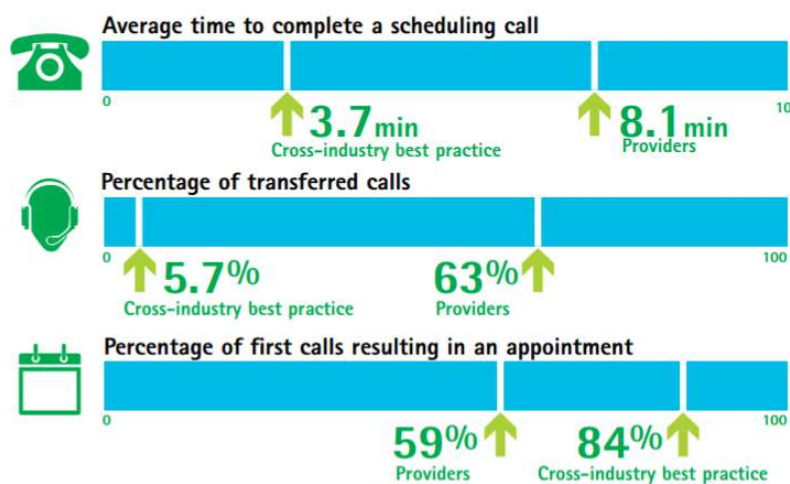 Average time to complete a scheduling call
0
10
3.7min
Cross-industry best practice
8.1min
Providers
Percentage of transferred calls
0
100
5.7%
Cross-industry best practice
63%
Providers
Percentage of first calls resulting in an appointment
0
100
59%
Providers
84%
Cross-industry best practice